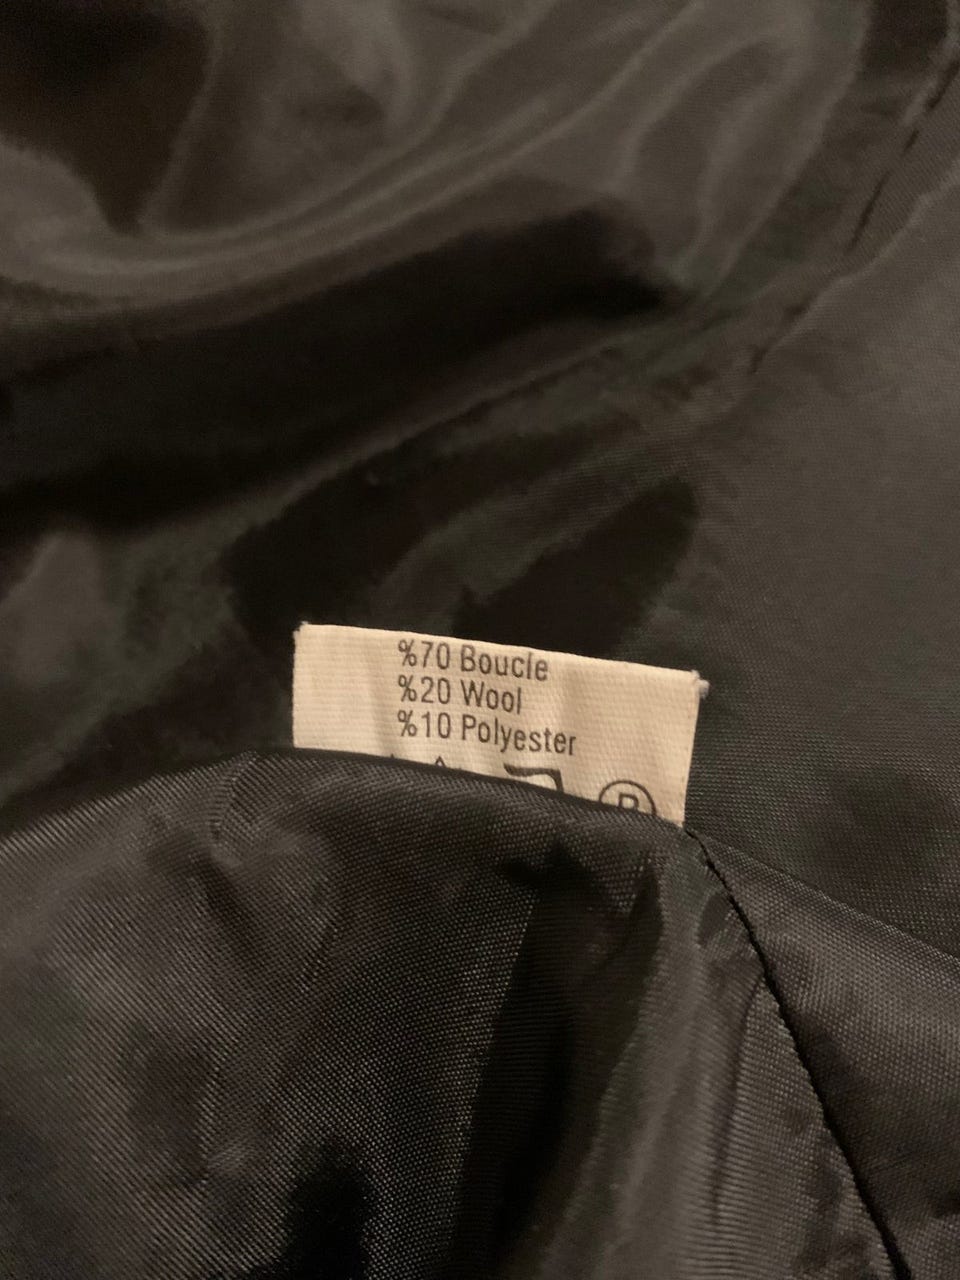 %70 Boucle
%20 Wool
%10 Polyester
P